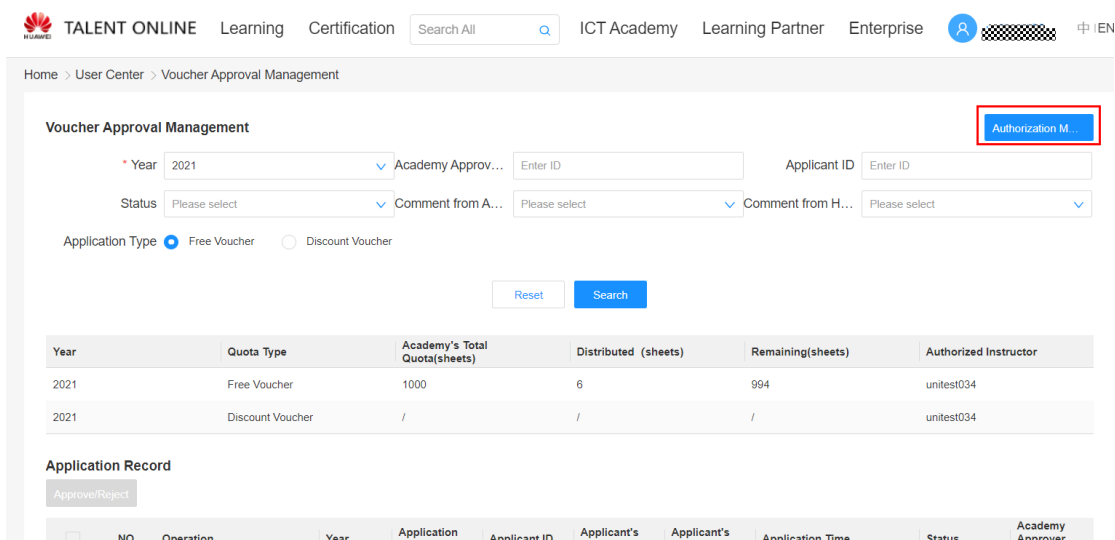 HUAWEI TALENT ONLINE Learning Certification Search All ICT Academy Learning Partner Enterprise 中 EN
Home > User Center > Voucher Approval Management
Voucher Approval Management
Authorization M...
* Year 2021 Academy Approv... Enter ID Applicant ID Enter ID
Status Please select Comment from A... Please select Comment from H... Please select
Application Type Free Voucher Discount Voucher
Reset Search
Year Quota Type Academy's Total Quota(sheets) Distributed (sheets) Remaining(sheets) Authorized Instructor
2021 Free Voucher 1000 6 994 unitest034
2021 Discount Voucher / / / unitest034
Application Record
Approve/Reject
NO. Operation Year Application Applicant ID Applicant's Applicant's Application Time Status Academy Approver